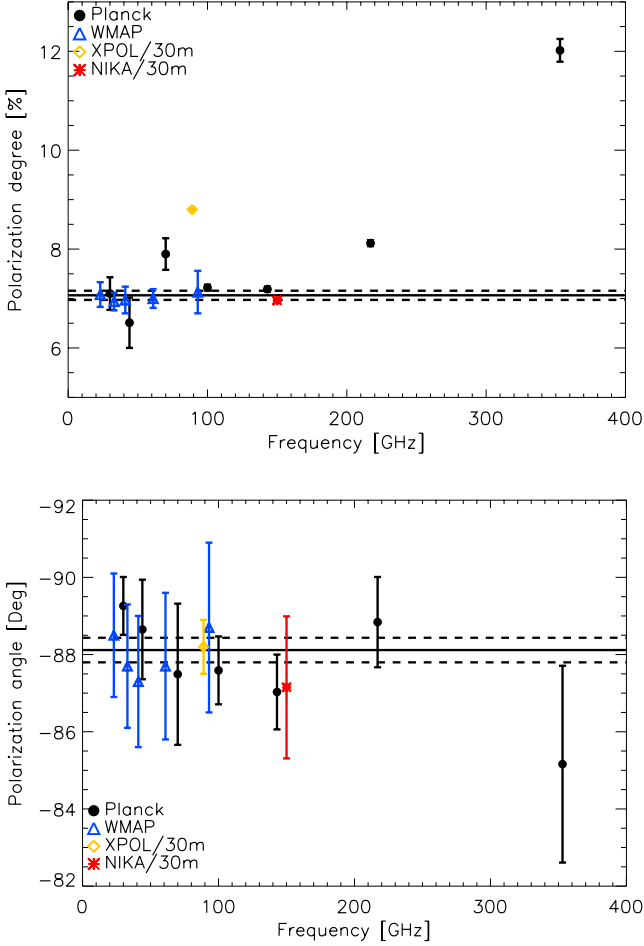 Planck
WMAP
XPOL/30m
NIKA/30m
12
10
8
6
Polarization degree [%]
0 100 200 300 400
Frequency [GHz]
-92
-90
-88
-86
-84
-82
Polarization angle [Deg]
Planck
WMAP
XPOL/30m
NIKA/30m
0 100 200 300 400
Frequency [GHz]